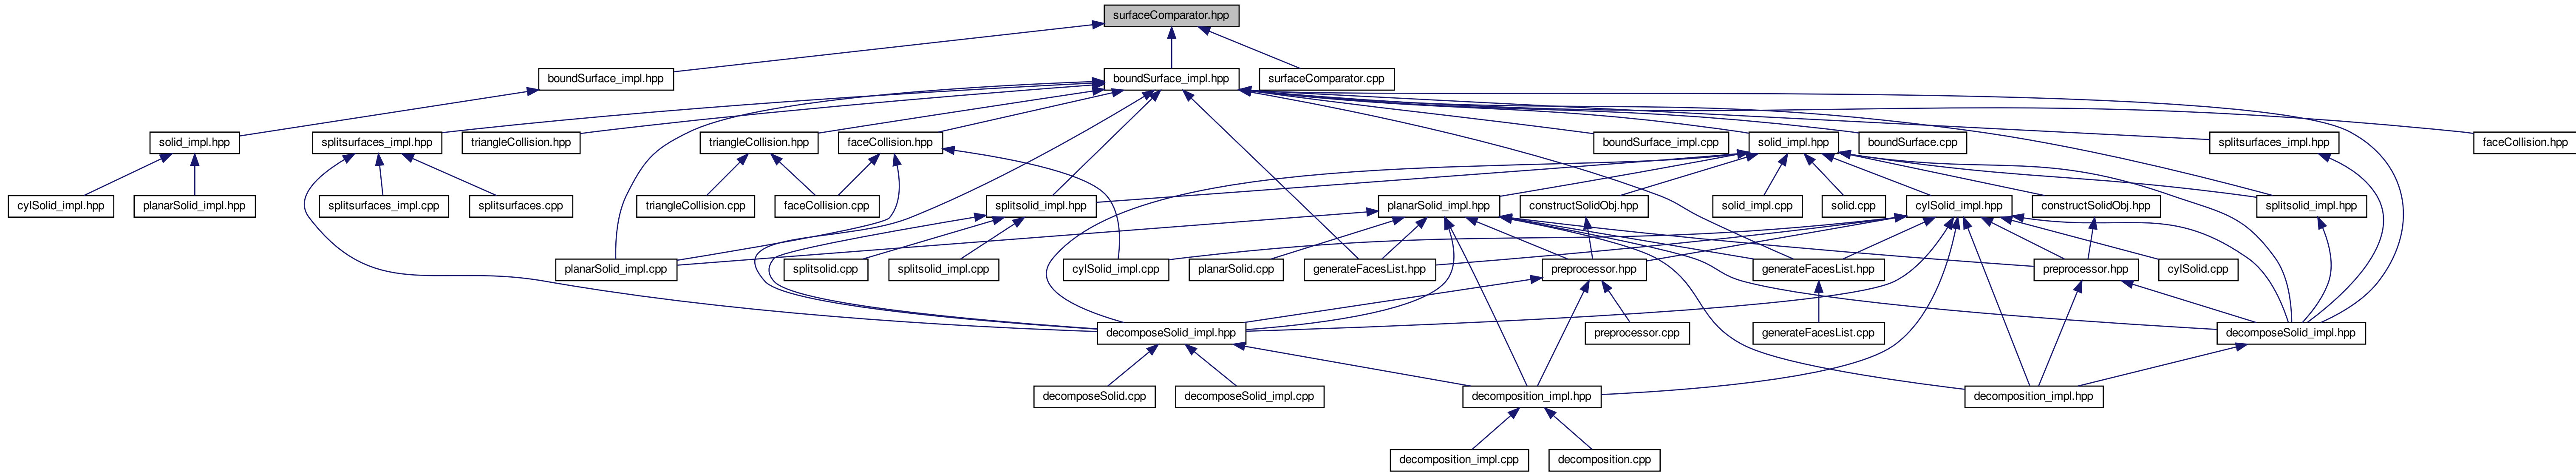 surfaceComparator.hpp
boundSurface_impl.hpp
boundSurface_impl.hpp
surfaceComparator.cpp
solid_impl.hpp
splitsurfaces_impl.hpp
triangleCollision.hpp
triangleCollision.hpp
faceCollision.hpp
boundSurface_impl.cpp
solid_impl.hpp
boundSurface.cpp
splitsurfaces_impl.hpp
faceCollision.hpp
cylSolid_impl.hpp
planarSolid_impl.hpp
splitsurfaces_impl.cpp
splitsurfaces.cpp
triangleCollision.cpp
faceCollision.cpp
splitsolid_impl.hpp
planarSolid_impl.hpp
constructSolidObj.hpp
solid_impl.cpp
solid.cpp
cylSolid_impl.hpp
constructSolidObj.hpp
splitsolid_impl.hpp
planarSolid_impl.cpp
splitsolid.cpp
splitsolid_impl.cpp
cylSolid_impl.cpp
planarSolid.cpp
generateFacesList.hpp
preprocessor.hpp
generateFacesList.hpp
preprocessor.hpp
cylSolid.cpp
decomposeSolid_impl.hpp
preprocessor.cpp
generateFacesList.cpp
decomposeSolid_impl.hpp
decomposeSolid.cpp
decomposeSolid_impl.cpp
decomposition_impl.hpp
decomposition_impl.hpp
decomposition_impl.cpp
decomposition.cpp